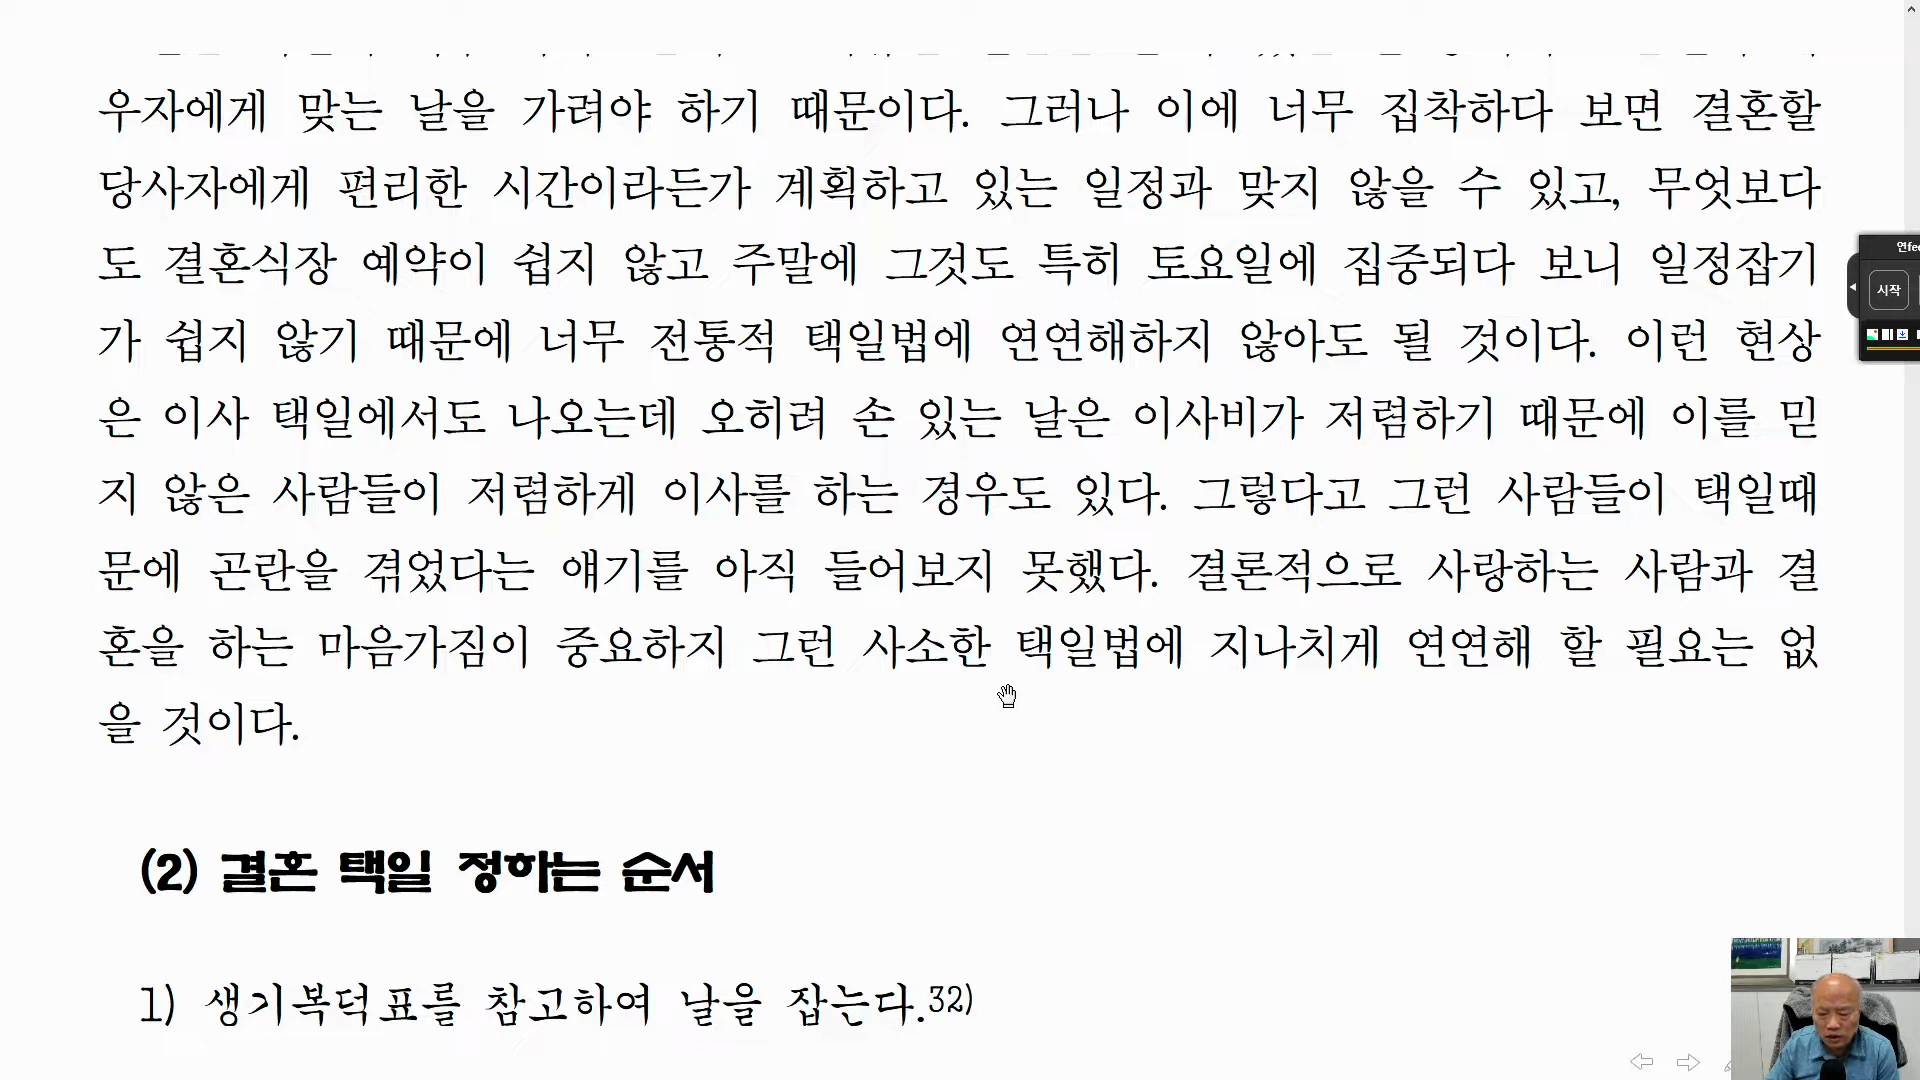 우자에게 맞는 날을 가려야 하기 때문이다. 그러나 이에 너무 집착하다 보면 결혼할
당사자에게 편리한 시간이라든가 계획하고 있는 일정과 맞지 않을 수 있고, 무엇보다
도 결혼식장 예약이 쉽지 않고 주말에 그것도 특히 토요일에 집중되다 보니 일정잡기
가 쉽지 않기 때문에 너무 전통적 택일법에 연연해하지 않아도 될 것이다. 이런 현상
은 이사 택일에서도 나오는데 오히려 손 있는 날은 이사비가 저렴하기 때문에 이를 믿
지 않은 사람들이 저렴하게 이사를 하는 경우도 있다. 그렇다고 그런 사람들이 택일때
문에 곤란을 겪었다는 얘기를 아직 들어보지 못했다. 결론적으로 사랑하는 사람과 결
혼을 하는 마음가짐이 중요하지 그런 사소한 택일법에 지나치게 연연해 할 필요는 없
을 것이다.
(2) 결혼 택일 정하는 순서
1) 생기복덕표를 참고하여 날을 잡는다.32)
시작